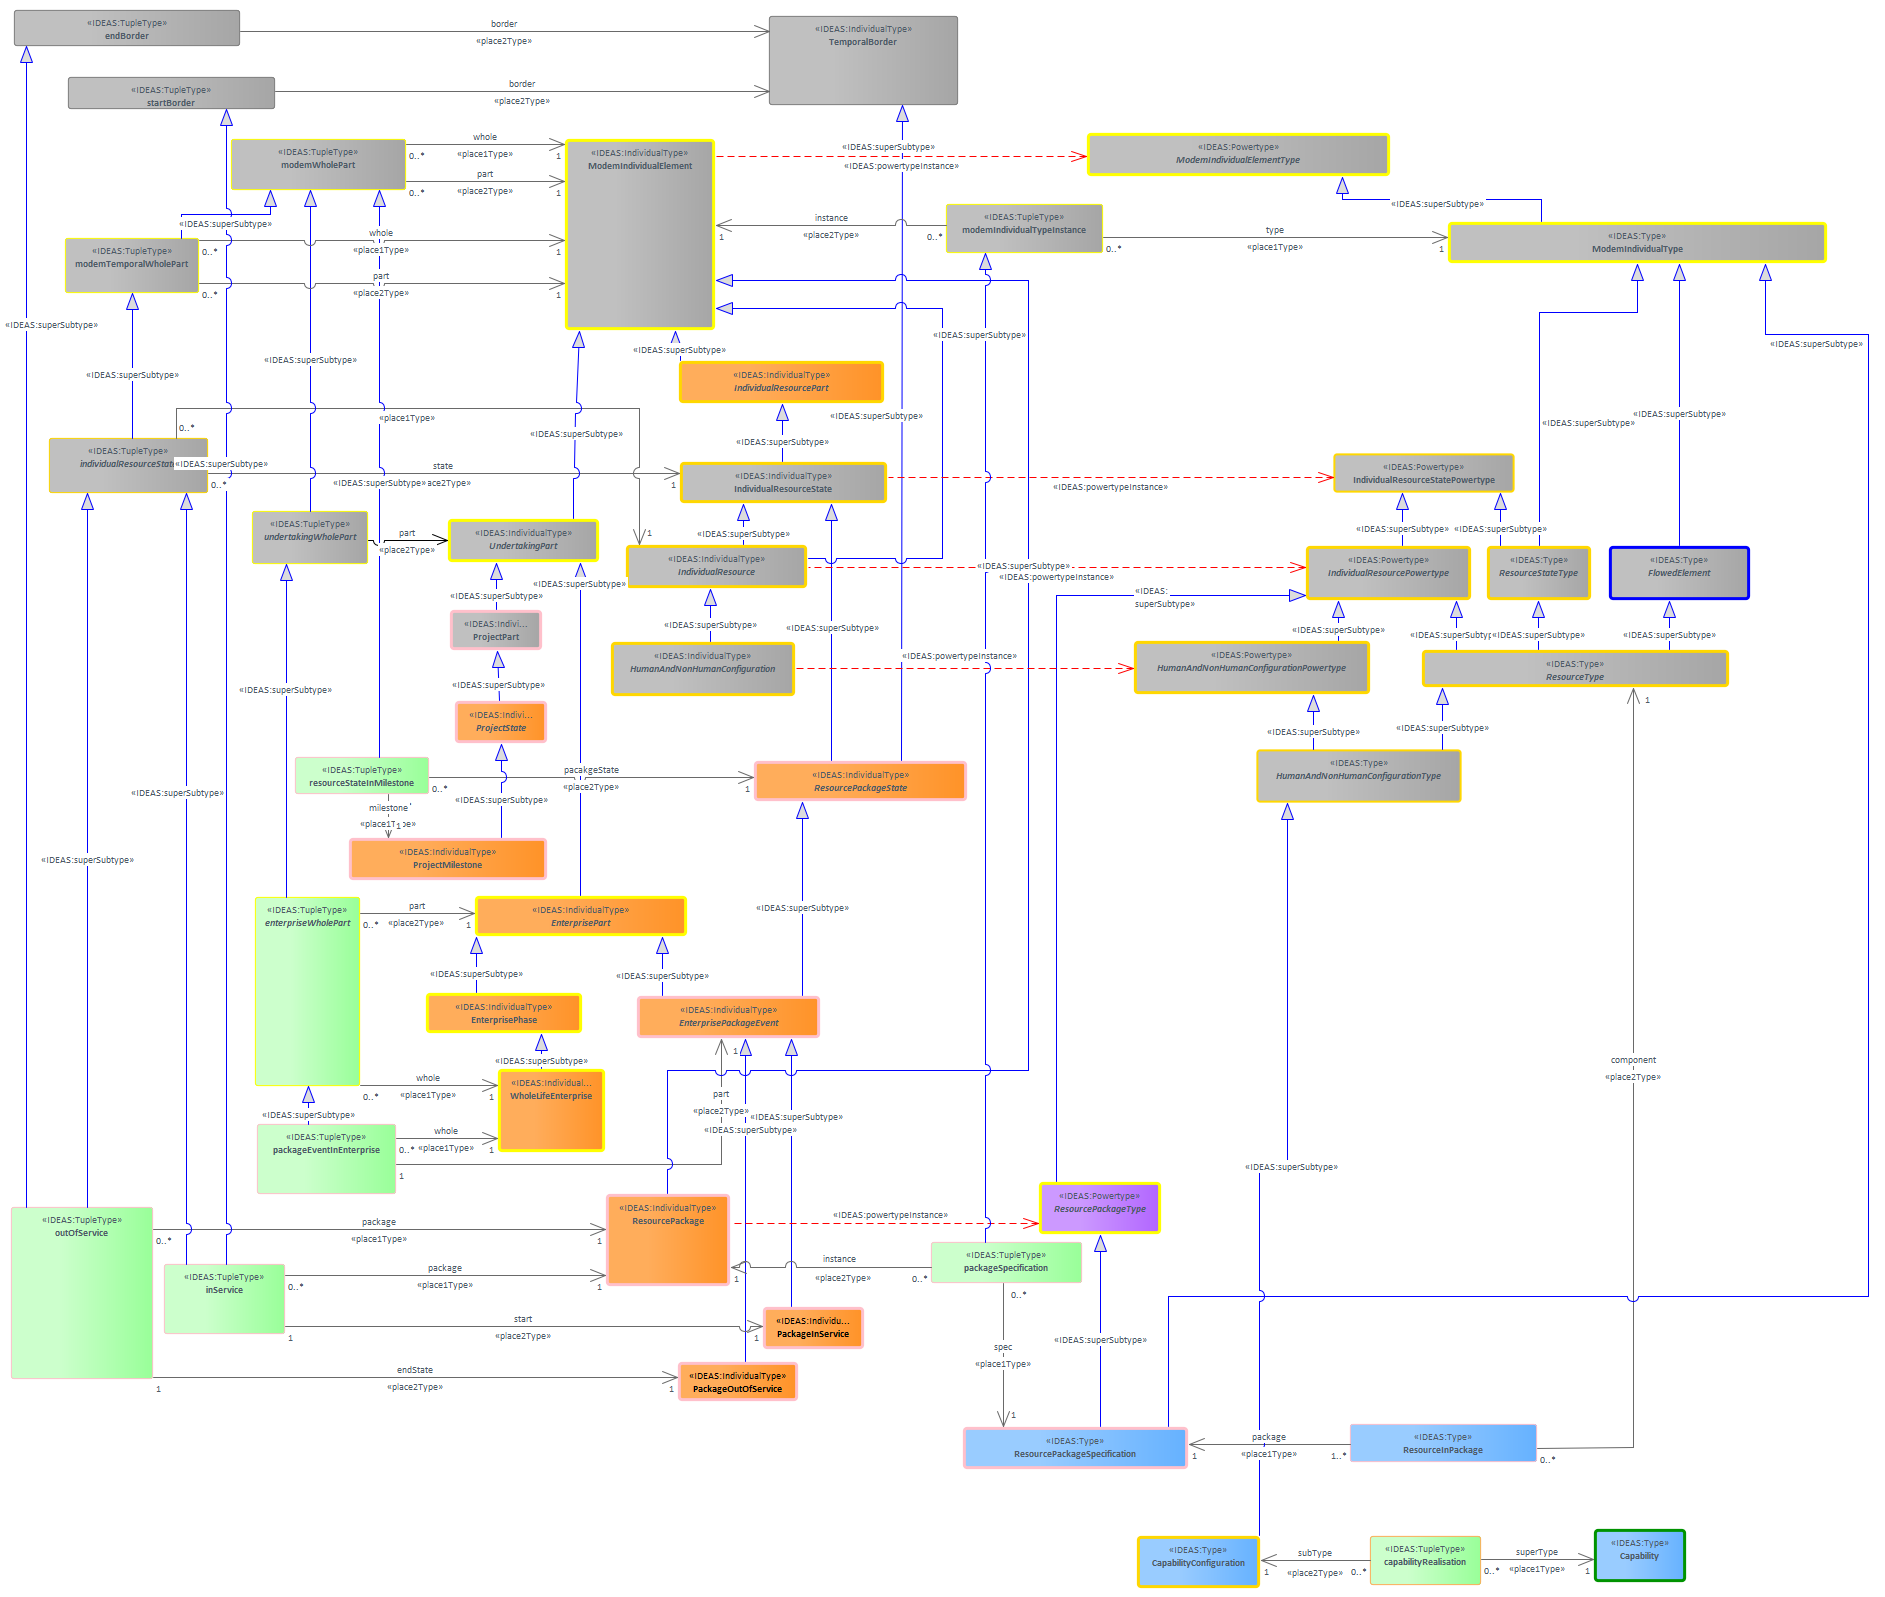 «IDEAS:TupleType»
endBorder
border
«place2Type»
«IDEAS:IndividualType»
TemporalBorder
«IDEAS:TupleType»
startBorder
border
«place2Type»
«IDEAS:TupleType»
modemWholePart
whole
0..*
«place1Type»
1
part
0..*
«place2Type»
1
«IDEAS:IndividualType»
ModemIndividualElement
«IDEAS:superSubtype»
«IDEAS:powertypeInstance»
«IDEAS:Powertype»
ModemIndividualElementType
«IDEAS:superSubtype»
«IDEAS:superSubtype»
«IDEAS:TupleType»
modemTemporalWholePart
whole
0..*
«place1Type»
1
part
0..*
«place2Type»
1
instance
1
«place2Type»
0..*
«IDEAS:TupleType»
modemIndividualTypeInstance
type
0..*
«place1Type»
1
«IDEAS:Type»
ModemIndividualType
«IDEAS:superSubtype»
«IDEAS:superSubtype»
«IDEAS:superSubtype»
«IDEAS:superSubtype»
«IDEAS:superSubtype»
«IDEAS:superSubtype»
«IDEAS:IndividualType»
IndividualResourcePart
«IDEAS:superSubtype»
«place1Type»
0..*
«IDEAS:superSubtype»
«IDEAS:superSubtype»
«IDEAS:superSubtype»
«IDEAS:superSubtype»
«IDEAS:superSubtype»
«IDEAS:TupleType»
individualResourceState
«IDEAS:superSubtype»
0..*
state
«IDEAS:superSubtype»
ace2Type»
1
«IDEAS:IndividualType»
IndividualResourceState
«IDEAS:powertypeInstance»
«IDEAS:Powertype»
IndividualResourceStatePowertype
«IDEAS:TupleType»
undertakingWholePart
part
«place2Type»
«IDEAS:IndividualType»
UndertakingPart
1
«IDEAS:superSubtype»
«IDEAS:superSubtype»
«IDEAS:superSubtype»
«IDEAS:IndividualType»
IndividualResource
«IDEAS:superSubtype»
«IDEAS:powertypeInstance»
«IDEAS:Powertype»
IndividualResourcePowertype
«IDEAS:Type»
ResourceStateType
«IDEAS:Type»
FlowedElement
«IDEAS:superSubtype»
«IDEAS:superSubtype»
«IDEAS:
superSubtype»
«IDEAS:Indivi...
ProjectPart
«IDEAS:superSubtype»
«IDEAS:superSubtype»
«IDEAS:superSubtype»
«IDEAS:superSubt
«IDEAS:superSubtype»
«IDEAS:superSubtype»
«IDEAS:IndividualType»
HumanAndNonHumanConfiguration
«IDEAS:powertypeInstance»
«IDEAS:Powertype»
HumanAndNonHumanConfigurationPowertype
«IDEAS:Type»
ResourceType
1
«IDEAS:superSubtype»
«IDEAS:superSubtype»
«IDEAS:Indivi...
ProjectState
«IDEAS:superSubtype»
«IDEAS:superSubtype»
«IDEAS:TupleType»
resourceStateInMilestone
pacakgeState
0..*
«place2Type»
1
«IDEAS:IndividualType»
ResourcePackageState
«IDEAS:Type»
HumanAndNonHumanConfigurationType
«IDEAS:superSubtype»
«IDEAS:superSubtype»
milestone
«place1T
1
pe»
«IDEAS:IndividualType»
ProjectMilestone
«IDEAS:superSubtype»
«IDEAS:TupleType»
enterpriseWholePart
part
0..*
«place2Type»
1
«IDEAS:IndividualType»
EnterprisePart
«IDEAS:superSubtype»
«IDEAS:superSubtype»
«IDEAS:superSubtype»
«IDEAS:IndividualType»
EnterprisePhase
«IDEAS:IndividualType»
EnterprisePackageEvent
1
«IDEAS:superSubtype»
component
«place2Type»
whole
0..*
«place1Type»
1
«IDEAS:Individual...
WholeLifeEnterprise
part
«place2Type»
«IDEAS:superSubtype»
«IDEAS:superSubtype»
«IDEAS:superSubtype»
«IDEAS:TupleType»
packageEventInEnterprise
whole
0..*
«place1Type»
1
1
«IDEAS:superSubtype»
«IDEAS:TupleType»
outOfService
package
0..*
«place1Type»
1
«IDEAS:IndividualType»
ResourcePackage
«IDEAS:powertypeInstance»
«IDEAS:Powertype»
ResourcePackageType
«IDEAS:TupleType»
inService
package
0..*
«place1Type»
1
instance
1
«place2Type»
0..*
«IDEAS:TupleType»
packageSpecification
0..*
start
1
«place2Type»
1
«IDEAS:Individu...
PackageInService
«IDEAS:superSubtype»
spec
«place1Type»
1
endState
1
«place2Type»
1
«IDEAS:IndividualType»
PackageOutOfService
«IDEAS:Type»
ResourcePackageSpecification
package
1
«place1Type»
1..*
«IDEAS:Type»
ResourceInPackage
0..*
«IDEAS:Type»
CapabilityConfiguration
subType
1
«place2Type»
0..*
«IDEAS:TupleType»
capabilityRealisation
superType
0..*
«place1Type»
1
«IDEAS:Type»
Capability